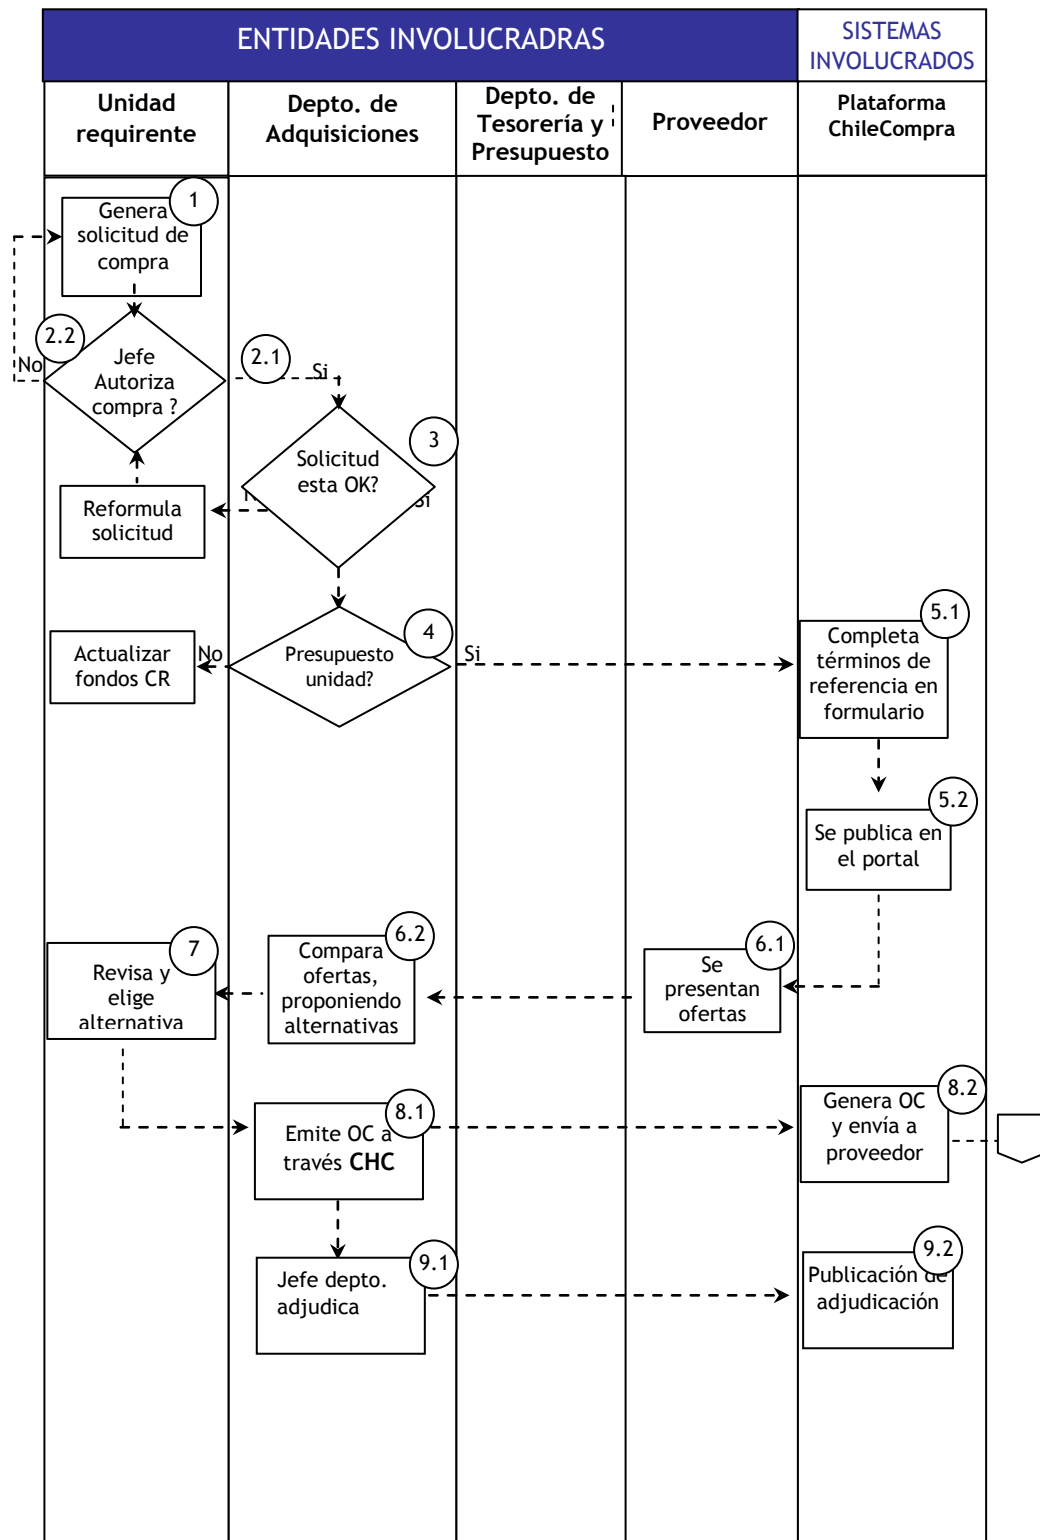 ENTIDADES INVOLUCRADRAS
SISTEMAS
INVOLUCRADOS
Unidad
requirente
Depto. de
Adquisiciones
Depto. de
Tesorería y
Presupuesto
Proveedor
Plataforma
ChileCompra
1
Genera
solicitud de
compra
2.2
No
Jefe
Autoriza
compra ?
2.1
Si
3
Solicitud
esta OK?
Si
Reformula
solicitud
4
Presupuesto
unidad?
No
Si
Actualizar
fondos CR
5.1
Completa
términos de
referencia en
formulario
5.2
Se publica en
el portal
6.1
Se
presentan
ofertas
6.2
Compara
ofertas,
proponiendo
alternativas
7
Revisa y
elige
alternativa
8.1
Emite OC a
través CHC
8.2
Genera OC
y envía a
proveedor
9.1
Jefe depto.
adjudica
9.2
Publicación de
adjudicación